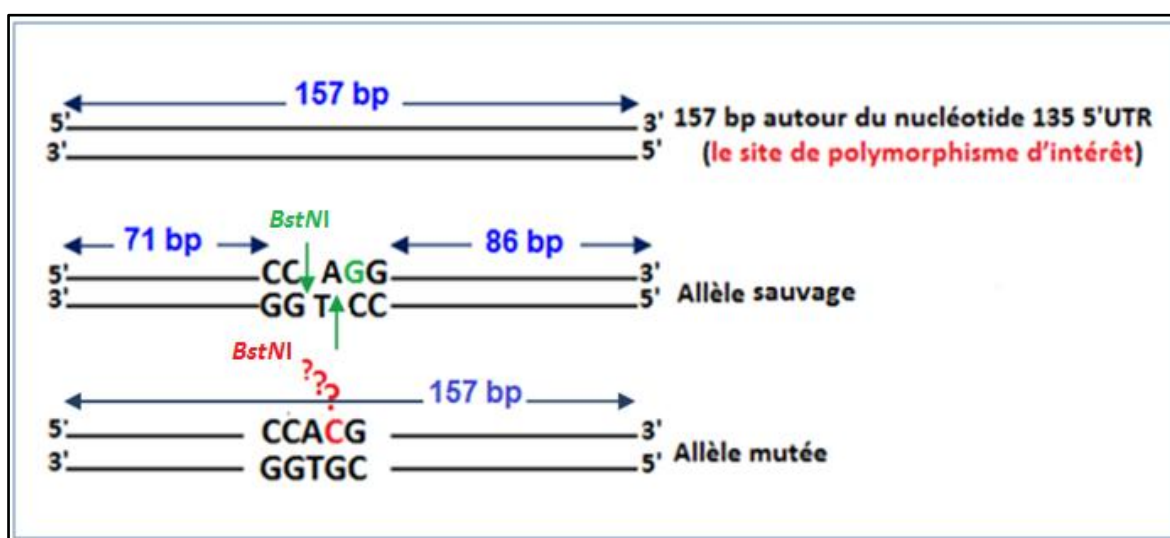 157 bp
5' 3' 157 bp autour du nucléotide 135 5'UTR
3' 5' (le site de polymorphisme d'intérêt)
BstNI
71 bp 86 bp
5' CC AGG 3'
3' GG T CC 5' Allèle sauvage
BstNI
???
157 bp
5' CCACG 3'
3' GGTGC 5' Allèle mutée